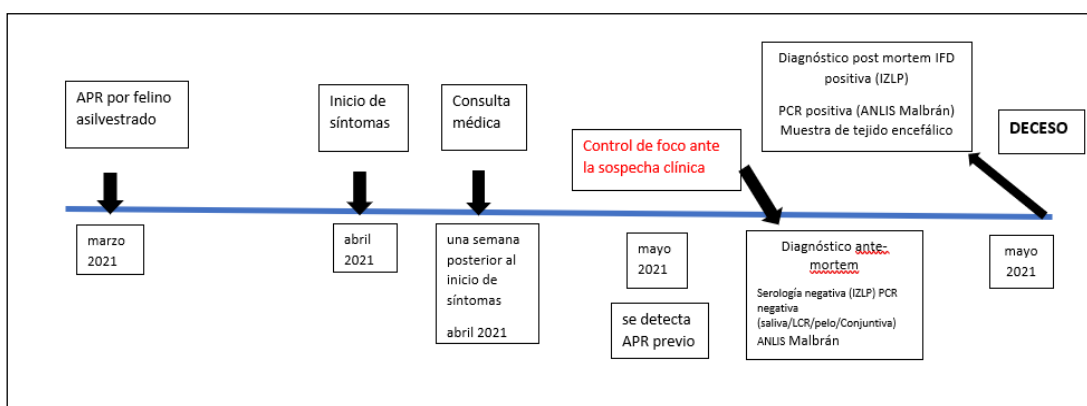 APR por felino
asilvestrado
Inicio de
síntomas
Consulta
médica
Control de foco ante
la sospecha clínica
Diagnóstico post mortem IFD
positiva (IZLP)
PCR positiva (ANLIS Malbrán)
Muestra de tejido encefálico
DECESO
marzo
2021
abril
2021
una semana
posterior al
inicio de
síntomas
abril 2021
mayo
2021
se detecta
APR previo
Diagnóstico ante-
mortem
Serología negativa (IZLP) PCR
negativa
(saliva/LCR/pelo/Conjuntiva)
ANLIS Malbrán
mayo
2021